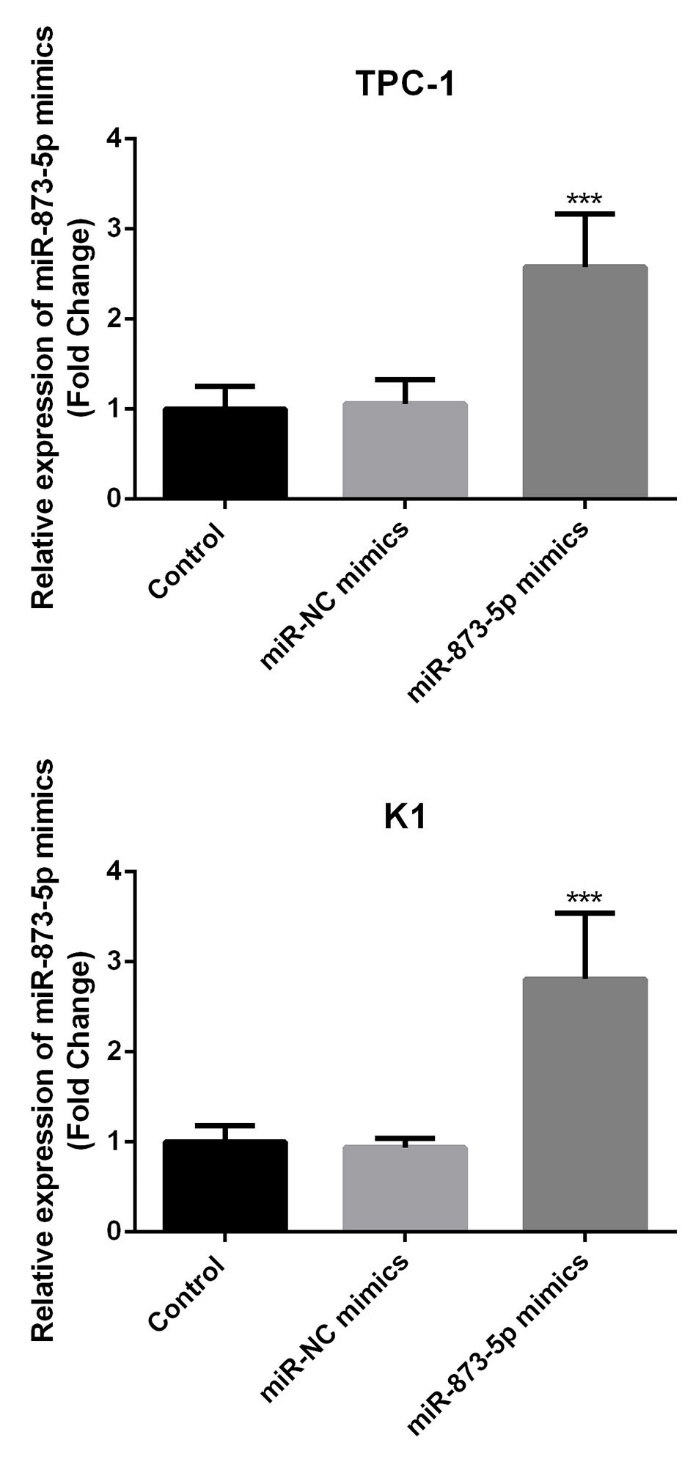 TPC-1
Relative expression of miR-873-5p mimics
(Fold Change)
4
3
2
1
0
***
Control
miR-NC mimics
miR-873-5p mimics
K1
Relative expression of miR-873-5p mimics
(Fold Change)
4
3
2
1
0
***
Control
miR-NC mimics
miR-873-5p mimics